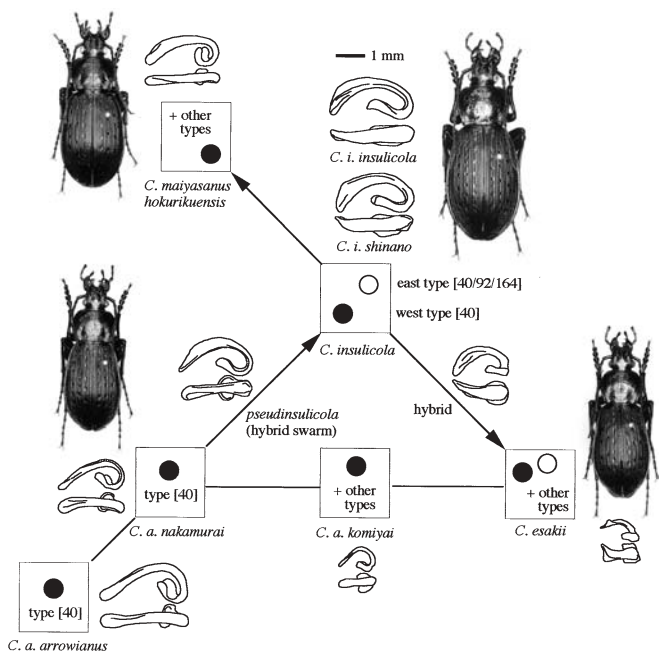 1 mm
+ other
types
C. maiyasanus
hokurikuensis
C. i. insulicola
C. i. shinano
east type [40/92/164]
west type [40]
C. insulicola
pseudinsulicola
(hybrid swarm)
hybrid
type [40]
C. a. nakamurai
+ other
types
C. a. komiyai
+ other
types
C. esakii
type [40]
C. a. arrowianus